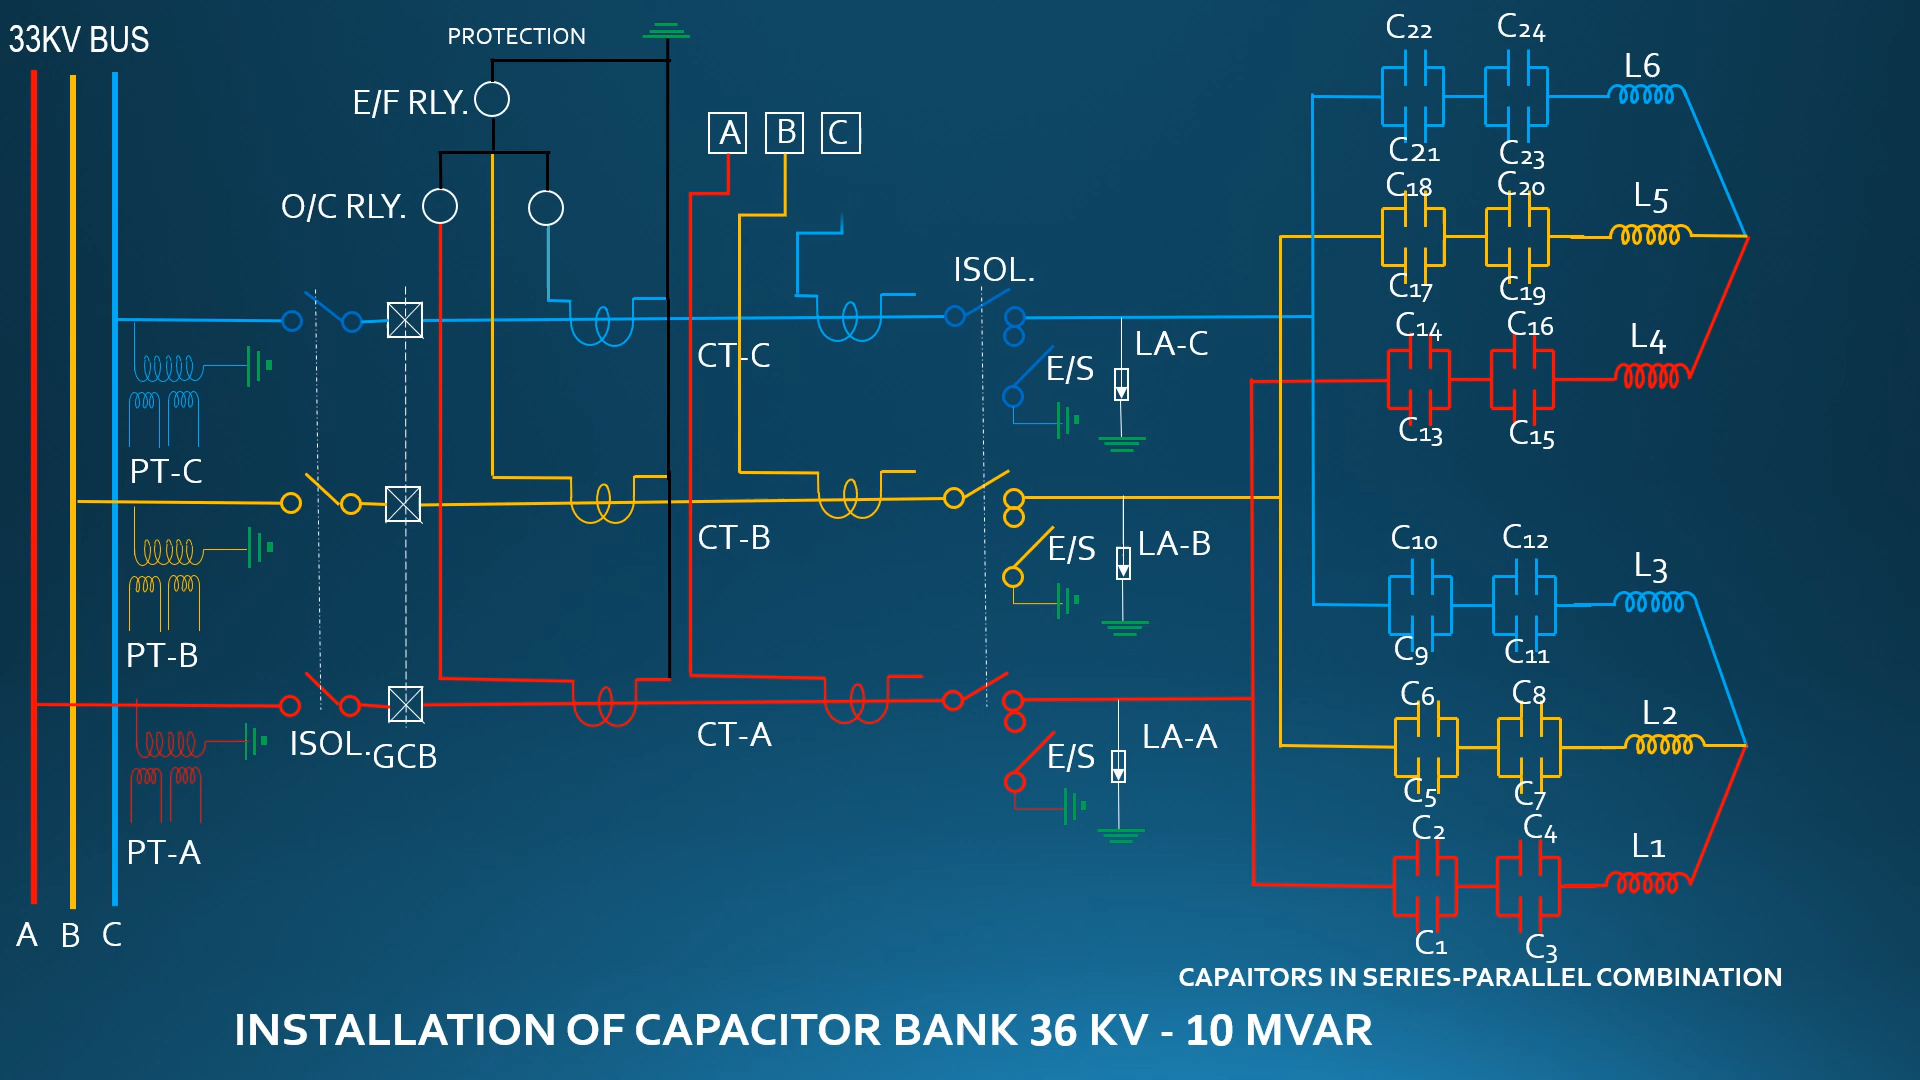 33KV BUS
PROTECTION
E/F RLY.
O/C RLY.
A B C
ISOL.
CT-C
CT-B
CT-A
E/S
LA-C
E/S
LA-B
E/S
LA-A
PT-C
PT-B
PT-A
ISOL.
GCB
A B C
C22 C24
L6
C21 C23
C18 C20
L5
C17 C19
C14 C16
L4
C13 C15
C10 C12
L3
C9 C11
C6 C8
L2
C5 C7
C2 C4
L1
C1 C3
CAPAITORS IN SERIES-PARALLEL COMBINATION
INSTALLATION OF CAPACITOR BANK 36 KV - 10 MVAR